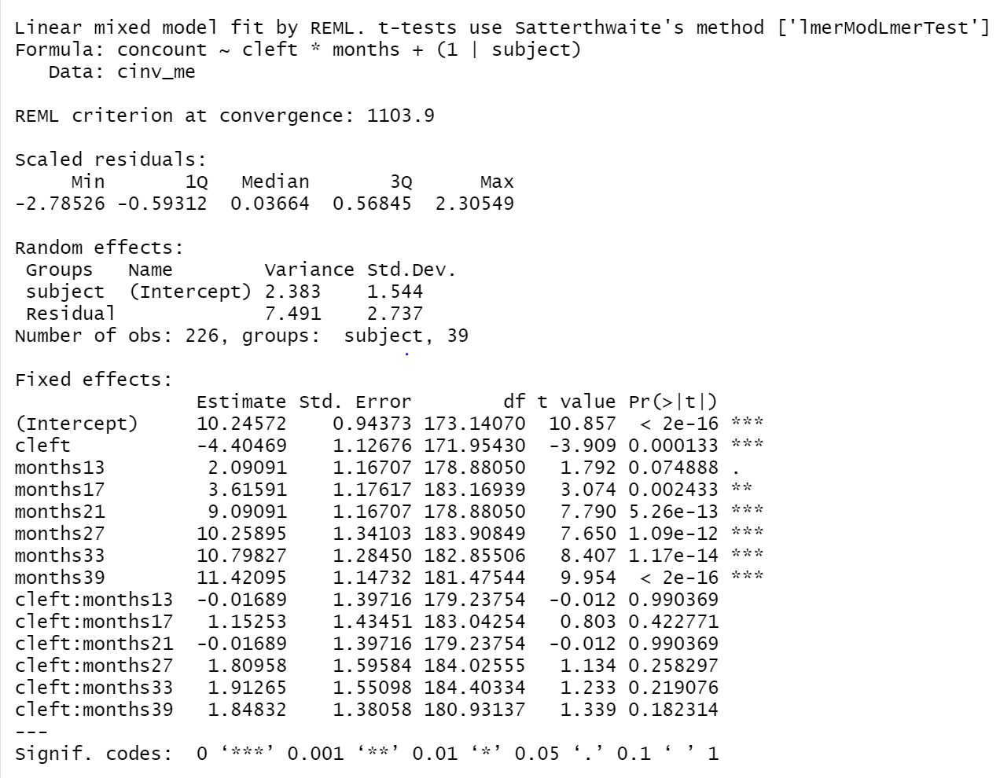 Linear mixed model fit by REML. t-tests use Satterthwaite's method ['lmerModLmerTest']
Formula: concount ~ cleft * months + (1 | subject)
   Data: cinv_me

REML criterion at convergence: 1103.9

Scaled residuals:
     Min       1Q   Median       3Q      Max
-2.78526 -0.59312  0.03664  0.56845  2.30549

Random effects:
 Groups   Name        Variance Std.Dev.
 subject  (Intercept) 2.383    1.544
 Residual             7.491    2.737
Number of obs: 226, groups:  subject, 39

Fixed effects:
                Estimate Std. Error        df t value Pr(>|t|)
(Intercept)     10.24572    0.94373 173.14070  10.857  < 2e-16 ***
cleft           -4.40469    1.12676 171.95430  -3.909 0.000133 ***
months13         2.09091    1.16707 178.88050   1.792 0.074888 .
months17         3.61591    1.17617 183.16939   3.074 0.002433 **
months21         9.09091    1.16707 178.88050   7.790 5.26e-13 ***
months27        10.25895    1.34103 183.90849   7.650 1.09e-12 ***
months33        10.79827    1.28450 182.85506   8.407 1.17e-14 ***
months39        11.42095    1.14732 181.47544   9.954  < 2e-16 ***
cleft:months13  -0.01689    1.39716 179.23754  -0.012 0.990369
cleft:months17   1.15253    1.43451 183.04254   0.803 0.422771
cleft:months21  -0.01689    1.39716 179.23754  -0.012 0.990369
cleft:months27   1.80958    1.59584 184.02555   1.134 0.258297
cleft:months33   1.91265    1.55098 184.40334   1.233 0.219076
cleft:months39   1.84832    1.38058 180.93137   1.339 0.182314
---
Signif. codes:  0 ‘***’ 0.001 ‘**’ 0.01 ‘*’ 0.05 ‘.’ 0.1 ‘ ’ 1